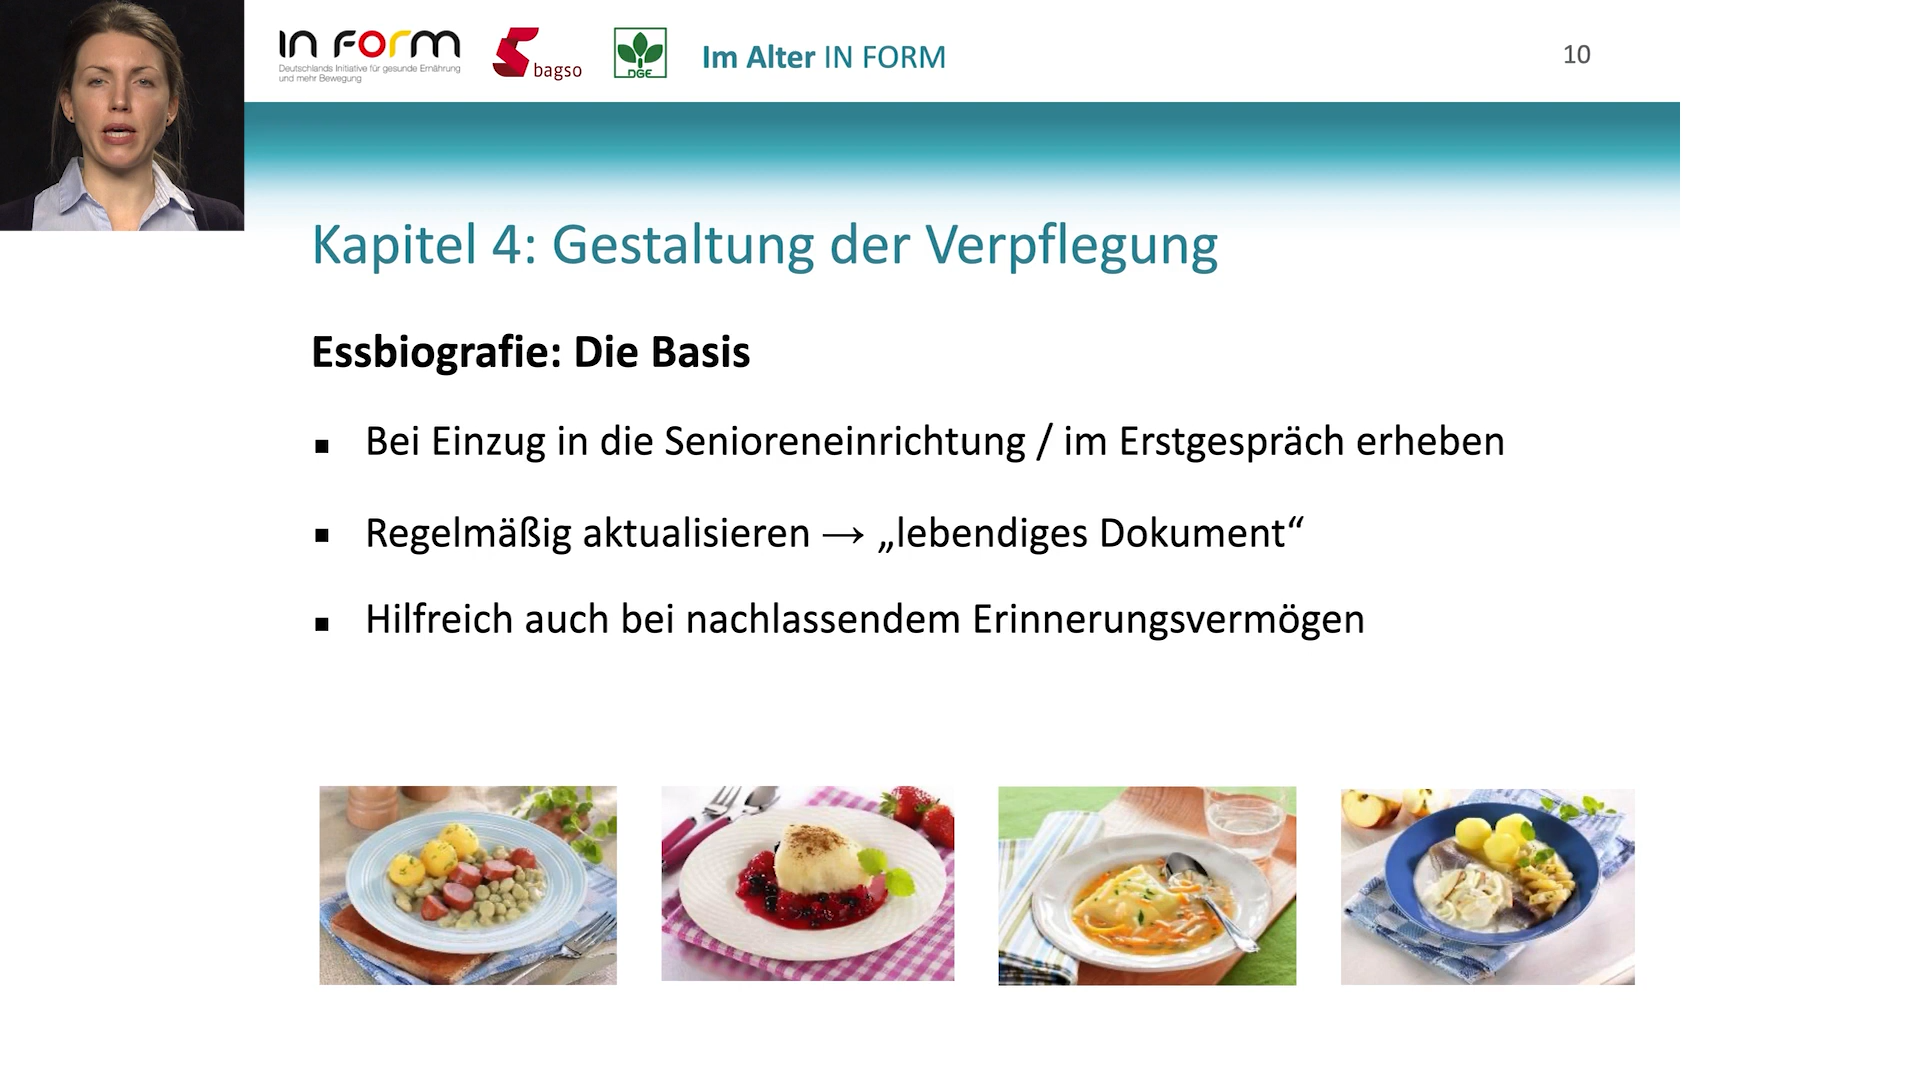 IN FORM
Deutschlands Initiative für gesunde Ernährung
und mehr Bewegung
bagso
DGE
Im Alter IN FORM
10
Kapitel 4: Gestaltung der Verpflegung
Essbiografie: Die Basis
▪ Bei Einzug in die Senioreneinrichtung / im Erstgespräch erheben
▪ Regelmäßig aktualisieren → „lebendiges Dokument“
▪ Hilfreich auch bei nachlassendem Erinnerungsvermögen